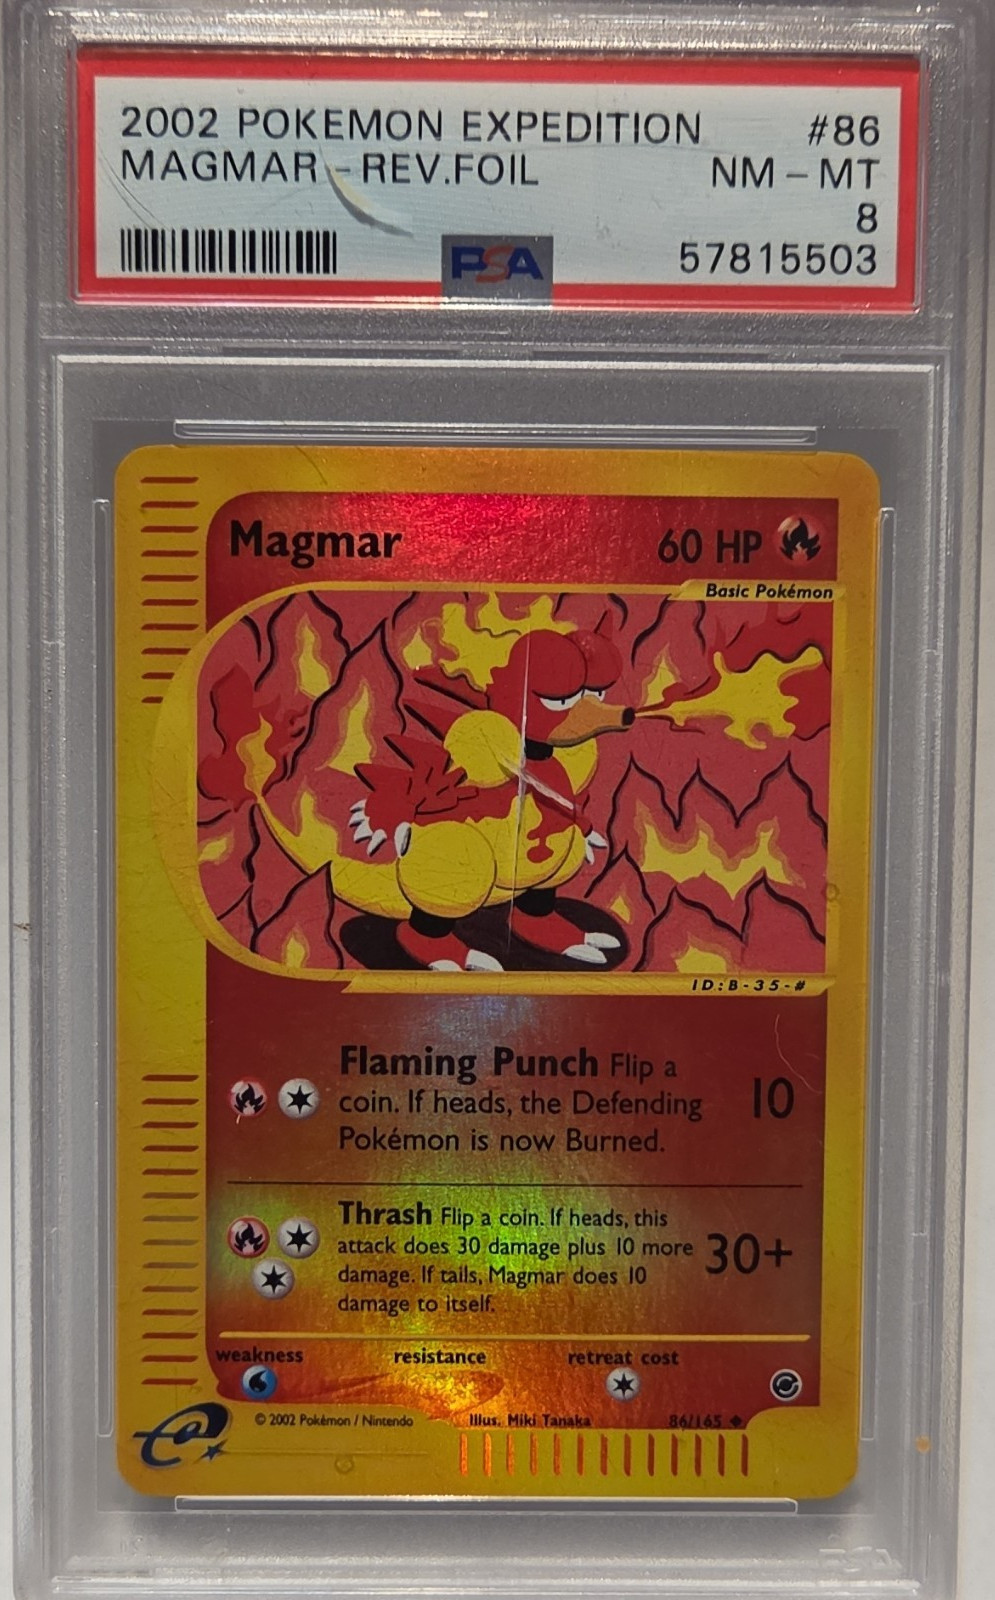 2002 POKEMON EXPEDITION #86
MAGMAR - REV.FOIL NM - MT
8
PSA 57815503
Magmar 60 HP
Basic Pokémon
ID:B-35-#
Flaming Punch Flip a
coin. If heads, the Defending
Pokémon is now Burned.
10
Thrash Flip a coin. If heads, this
attack does 30 damage plus 10 more
damage. If tails, Magmar does 10
damage to itself.
30+
weakness resistance retreat cost
© 2002 Pokémon / Nintendo Illus. Miki Tanaka 86/165
e